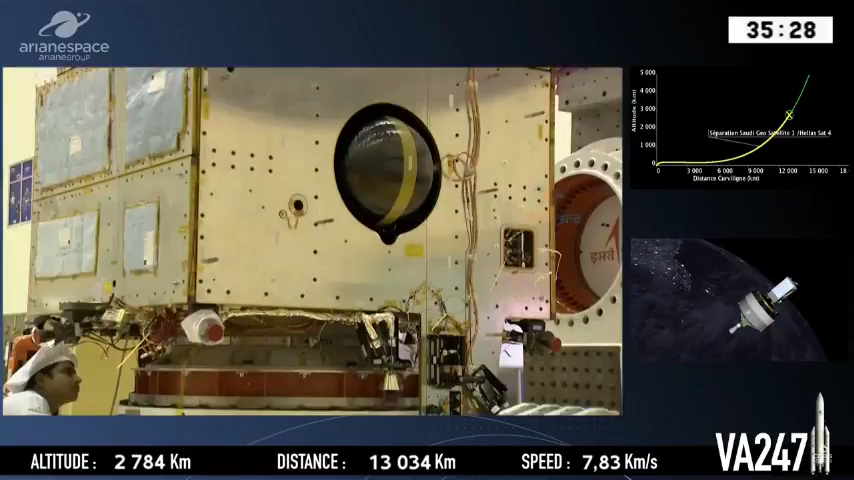 arianespace
arianeGROUP
35:28
5 000
4 000
3 000
2 000
1 000
0
Altitude (km)
Séparation Saudi Geo Satellite 1 /Hellas Sat 4
0
3 000
6 000
9 000
12 000
15 000
18
Distance Curviligne (km)
इसरो
VA247
ALTITUDE : 2 784 Km
DISTANCE : 13 034 Km
SPEED : 7,83 Km/s